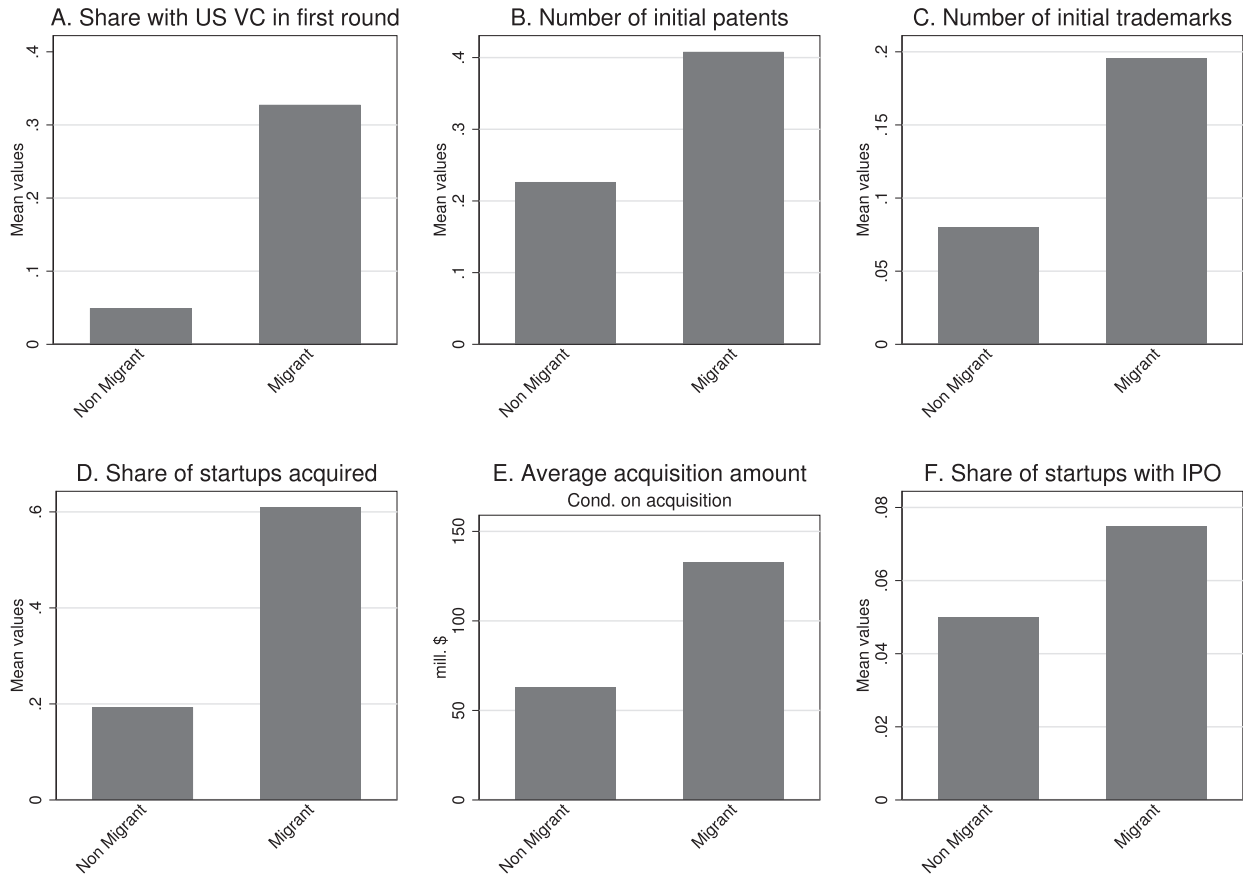 A. Share with US VC in first round
Mean values
.4
.3
.2
.1
0
Non Migrant
Migrant
B. Number of initial patents
Mean values
.4
.3
.2
.1
0
Non Migrant
Migrant
C. Number of initial trademarks
Mean values
.2
.15
.1
.05
0
Non Migrant
Migrant
D. Share of startups acquired
Mean values
.6
.4
.2
0
Non Migrant
Migrant
E. Average acquisition amount
Cond. on acquisition
mill. $
150
100
50
0
Non Migrant
Migrant
F. Share of startups with IPO
Mean values
.08
.06
.04
.02
0
Non Migrant
Migrant